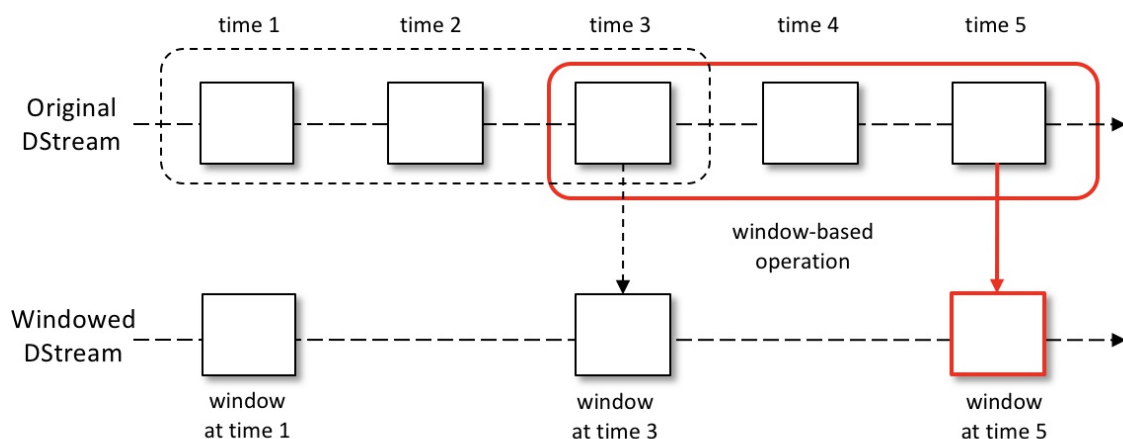 time 1
time 2
time 3
time 4
time 5
Original
DStream
window-based
operation
Windowed
DStream
window
at time 1
window
at time 3
window
at time 5